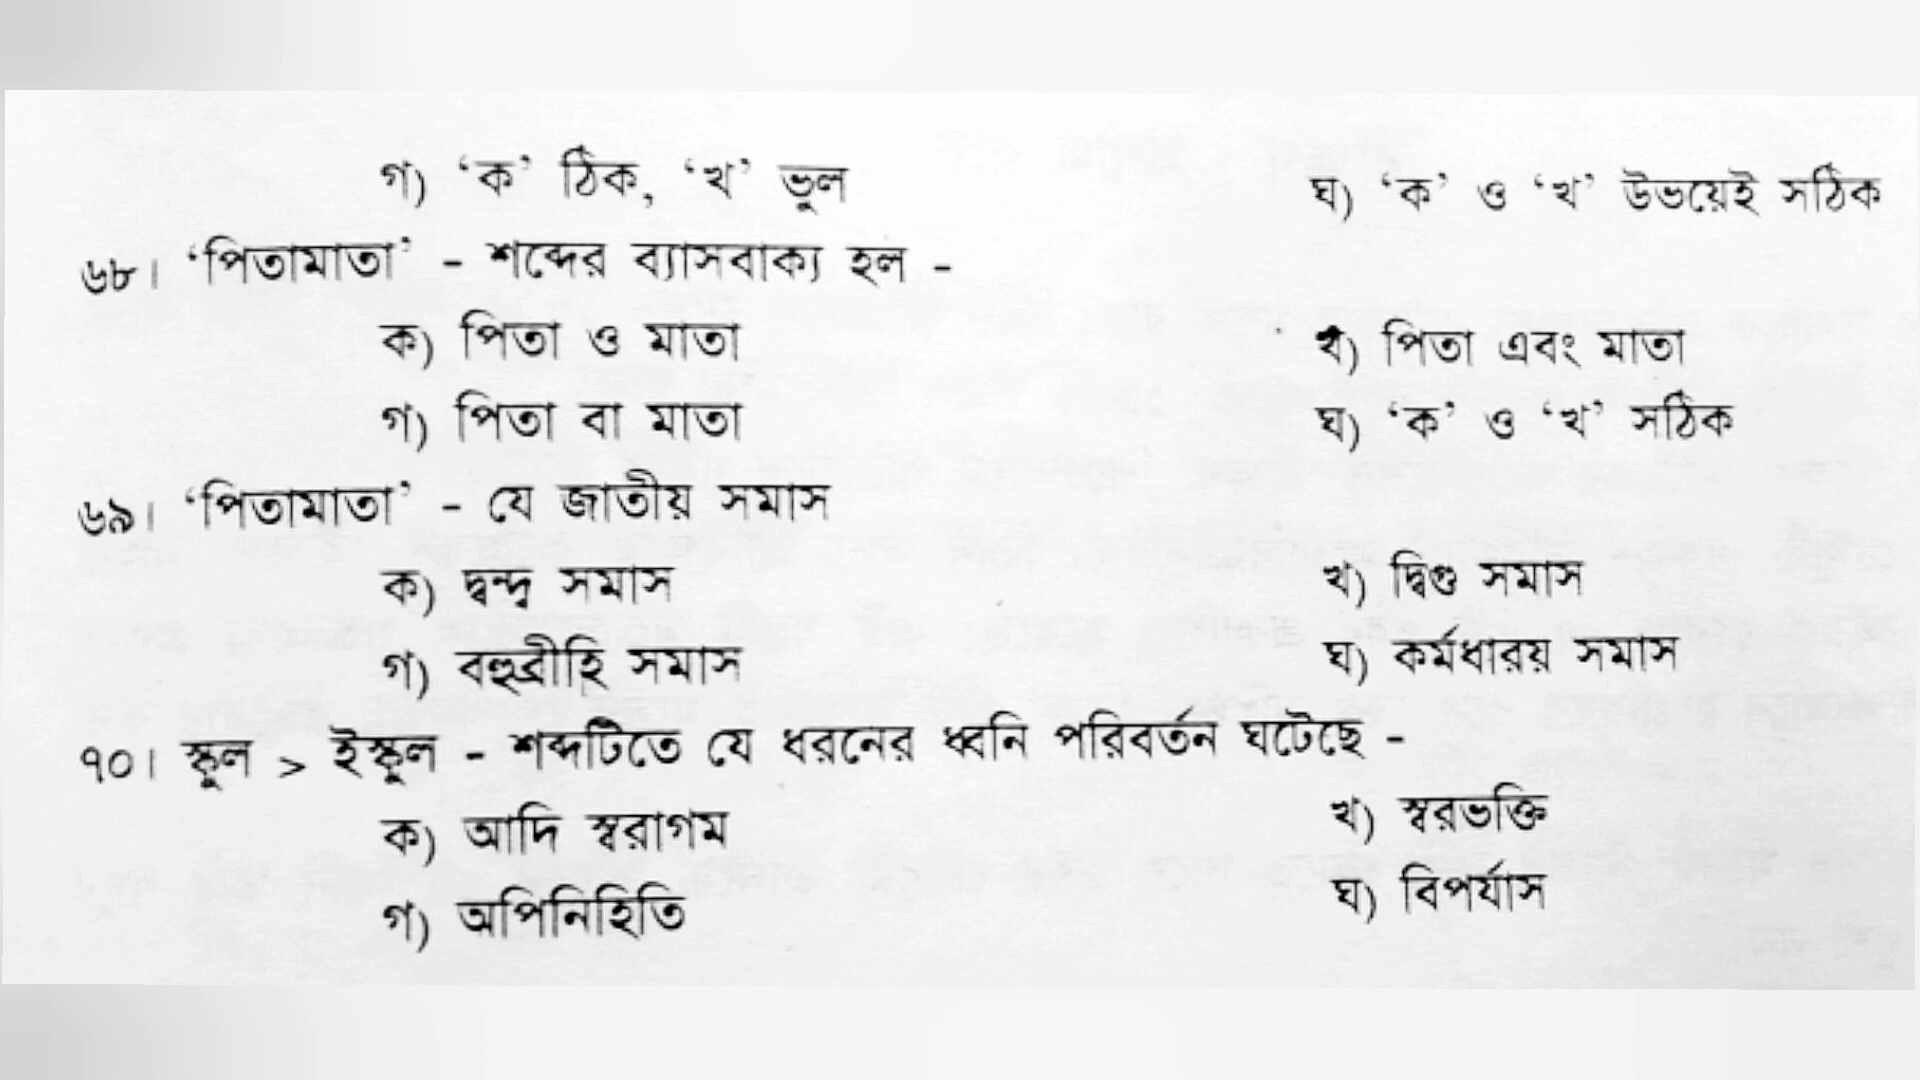 গ) ‘ক’ ঠিক, ‘খ’ ভুল ঘ) ‘ক’ ও ‘খ’ উভয়েই সঠিক
৬৮। ‘পিতামাতা’ - শব্দের ব্যাসবাক্য হল -
ক) পিতা ও মাতা খ) পিতা এবং মাতা
গ) পিতা বা মাতা ঘ) ‘ক’ ও ‘খ’ সঠিক
৬৯। ‘পিতামাতা’ - যে জাতীয় সমাস
ক) দ্বন্দ্ব সমাস খ) দ্বিগু সমাস
গ) বহুব্রীহি সমাস ঘ) কর্মধারয় সমাস
৭০। স্কুল > ইস্কুল - শব্দটিতে যে ধরনের ধ্বনি পরিবর্তন ঘটেছে -
ক) আদি স্বরাগম খ) স্বরভক্তি
গ) অপিনিহিতি ঘ) বিপর্যাস